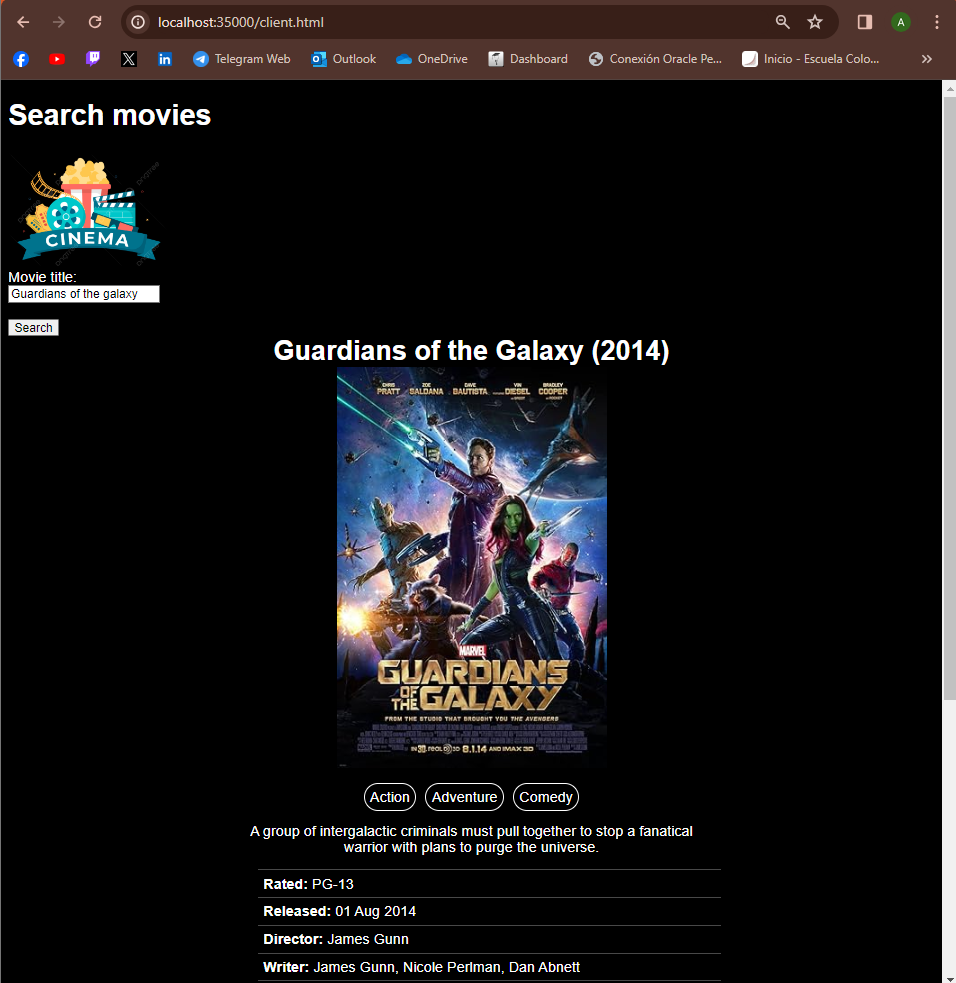 localhost:35000/client.html
A
Telegram Web
Outlook
OneDrive
Dashboard
Conexión Oracle Pe...
Inicio - Escuela Colo...
Search movies
CINEMA
Movie title:
Guardians of the galaxy
Search
Guardians of the Galaxy (2014)
CHRIS PRATT ZOE SALDANA DAVE BAUTISTA VIN DIESEL BRADLEY COOPER
MARVEL
GUARDIANS
OF THE GALAXY
FROM THE STUDIO THAT BROUGHT YOU THE AVENGERS
8.1.14 AND IMAX 3D
Action Adventure Comedy
A group of intergalactic criminals must pull together to stop a fanatical
warrior with plans to purge the universe.
Rated: PG-13
Released: 01 Aug 2014
Director: James Gunn
Writer: James Gunn, Nicole Perlman, Dan Abnett